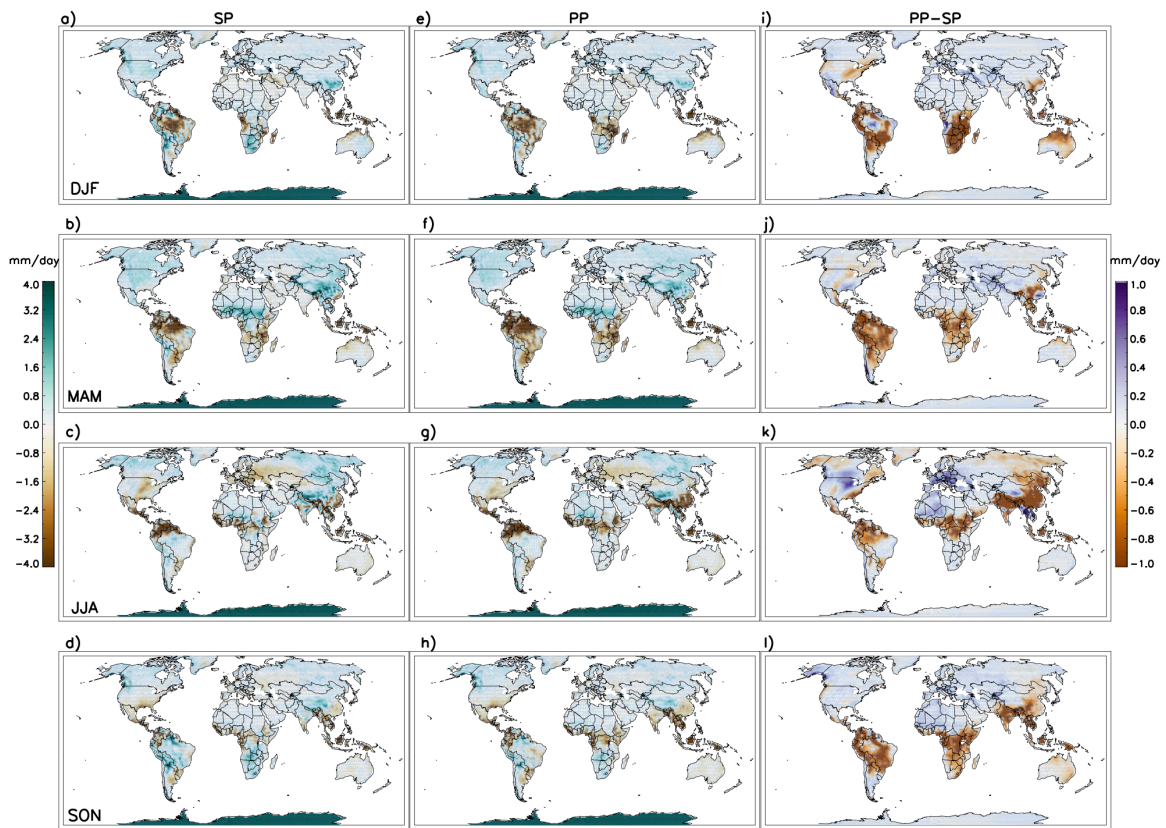 a) SP e) PP i) PP-SP
DJF
b) f) j)
mm/day mm/day
4.0 1.0
3.2 0.8
2.4 0.6
1.6 0.4
0.8 0.2
0.0 0.0
-0.8 -0.2
-1.6 -0.4
-2.4 -0.6
-3.2 -0.8
-4.0 -1.0
MAM
c) g) k)
JJA
d) h) l)
SON